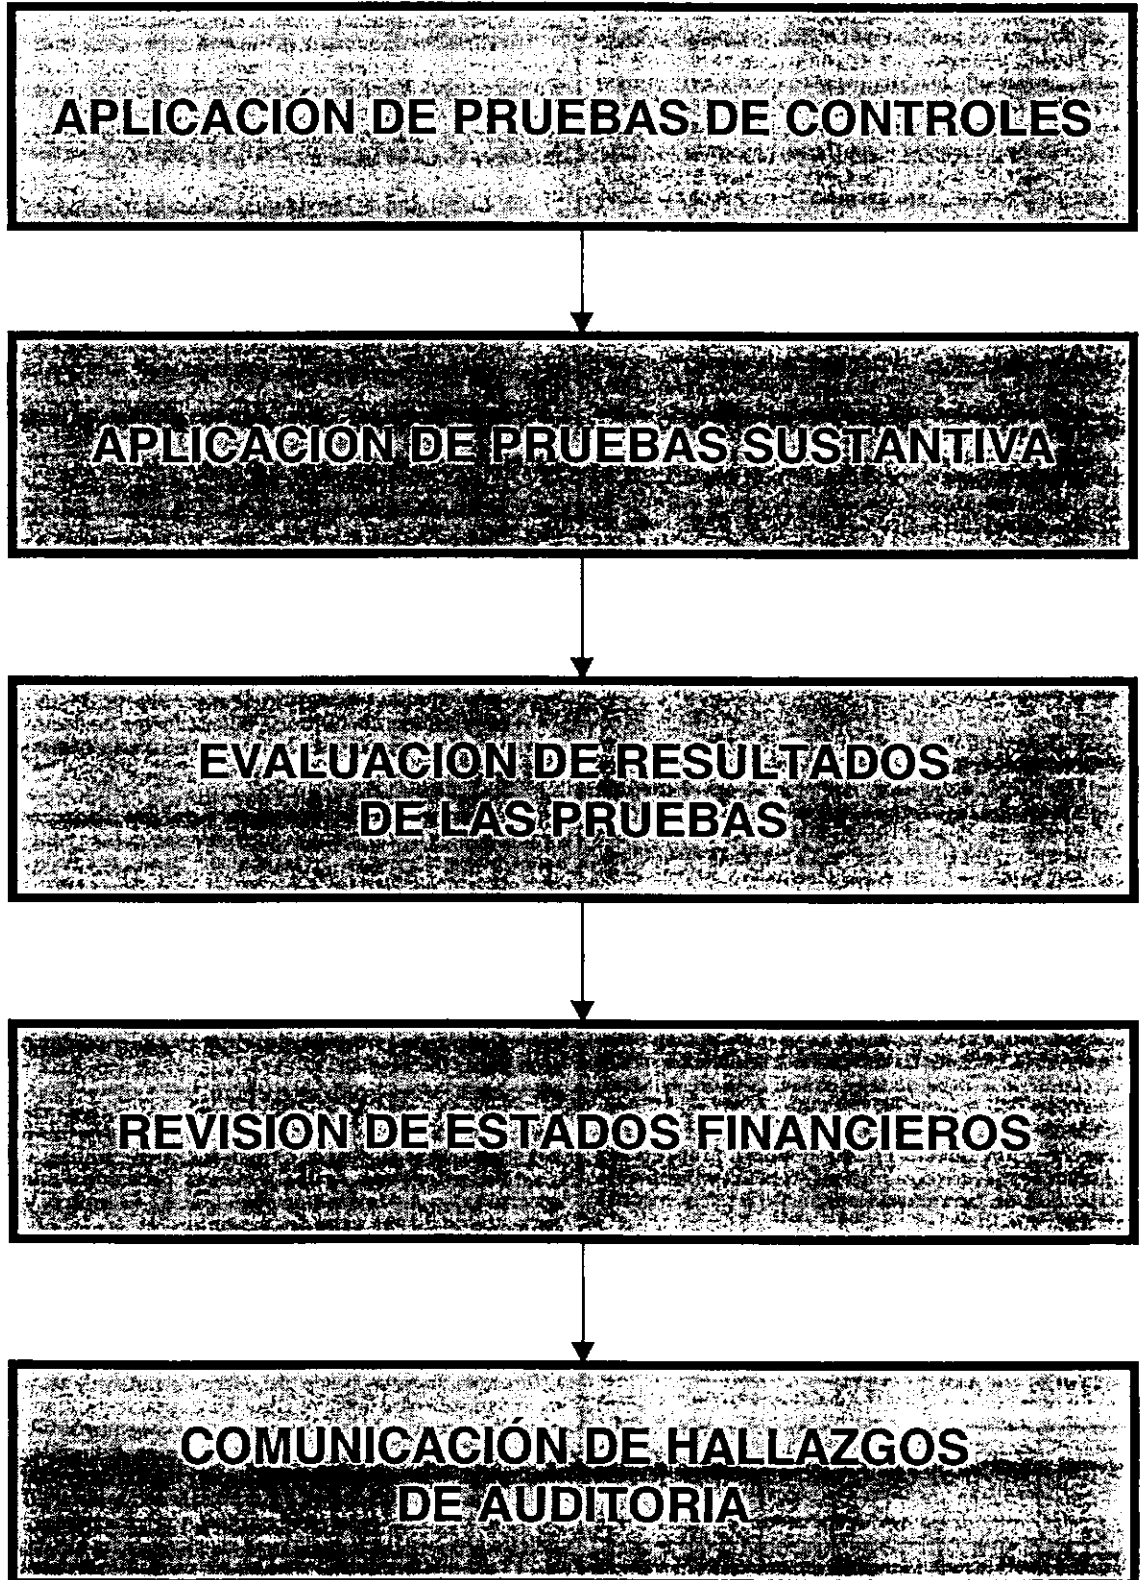 APLICACIÓN DE PRUEBAS DE CONTROLES
APLICACIÓN DE PRUEBAS SUSTANTIVA
EVALUACION DE RESULTADOS
DE LAS PRUEBAS
REVISION DE ESTADOS FINANCIEROS
COMUNICACIÓN DE HALLAZGOS
DE AUDITORIA